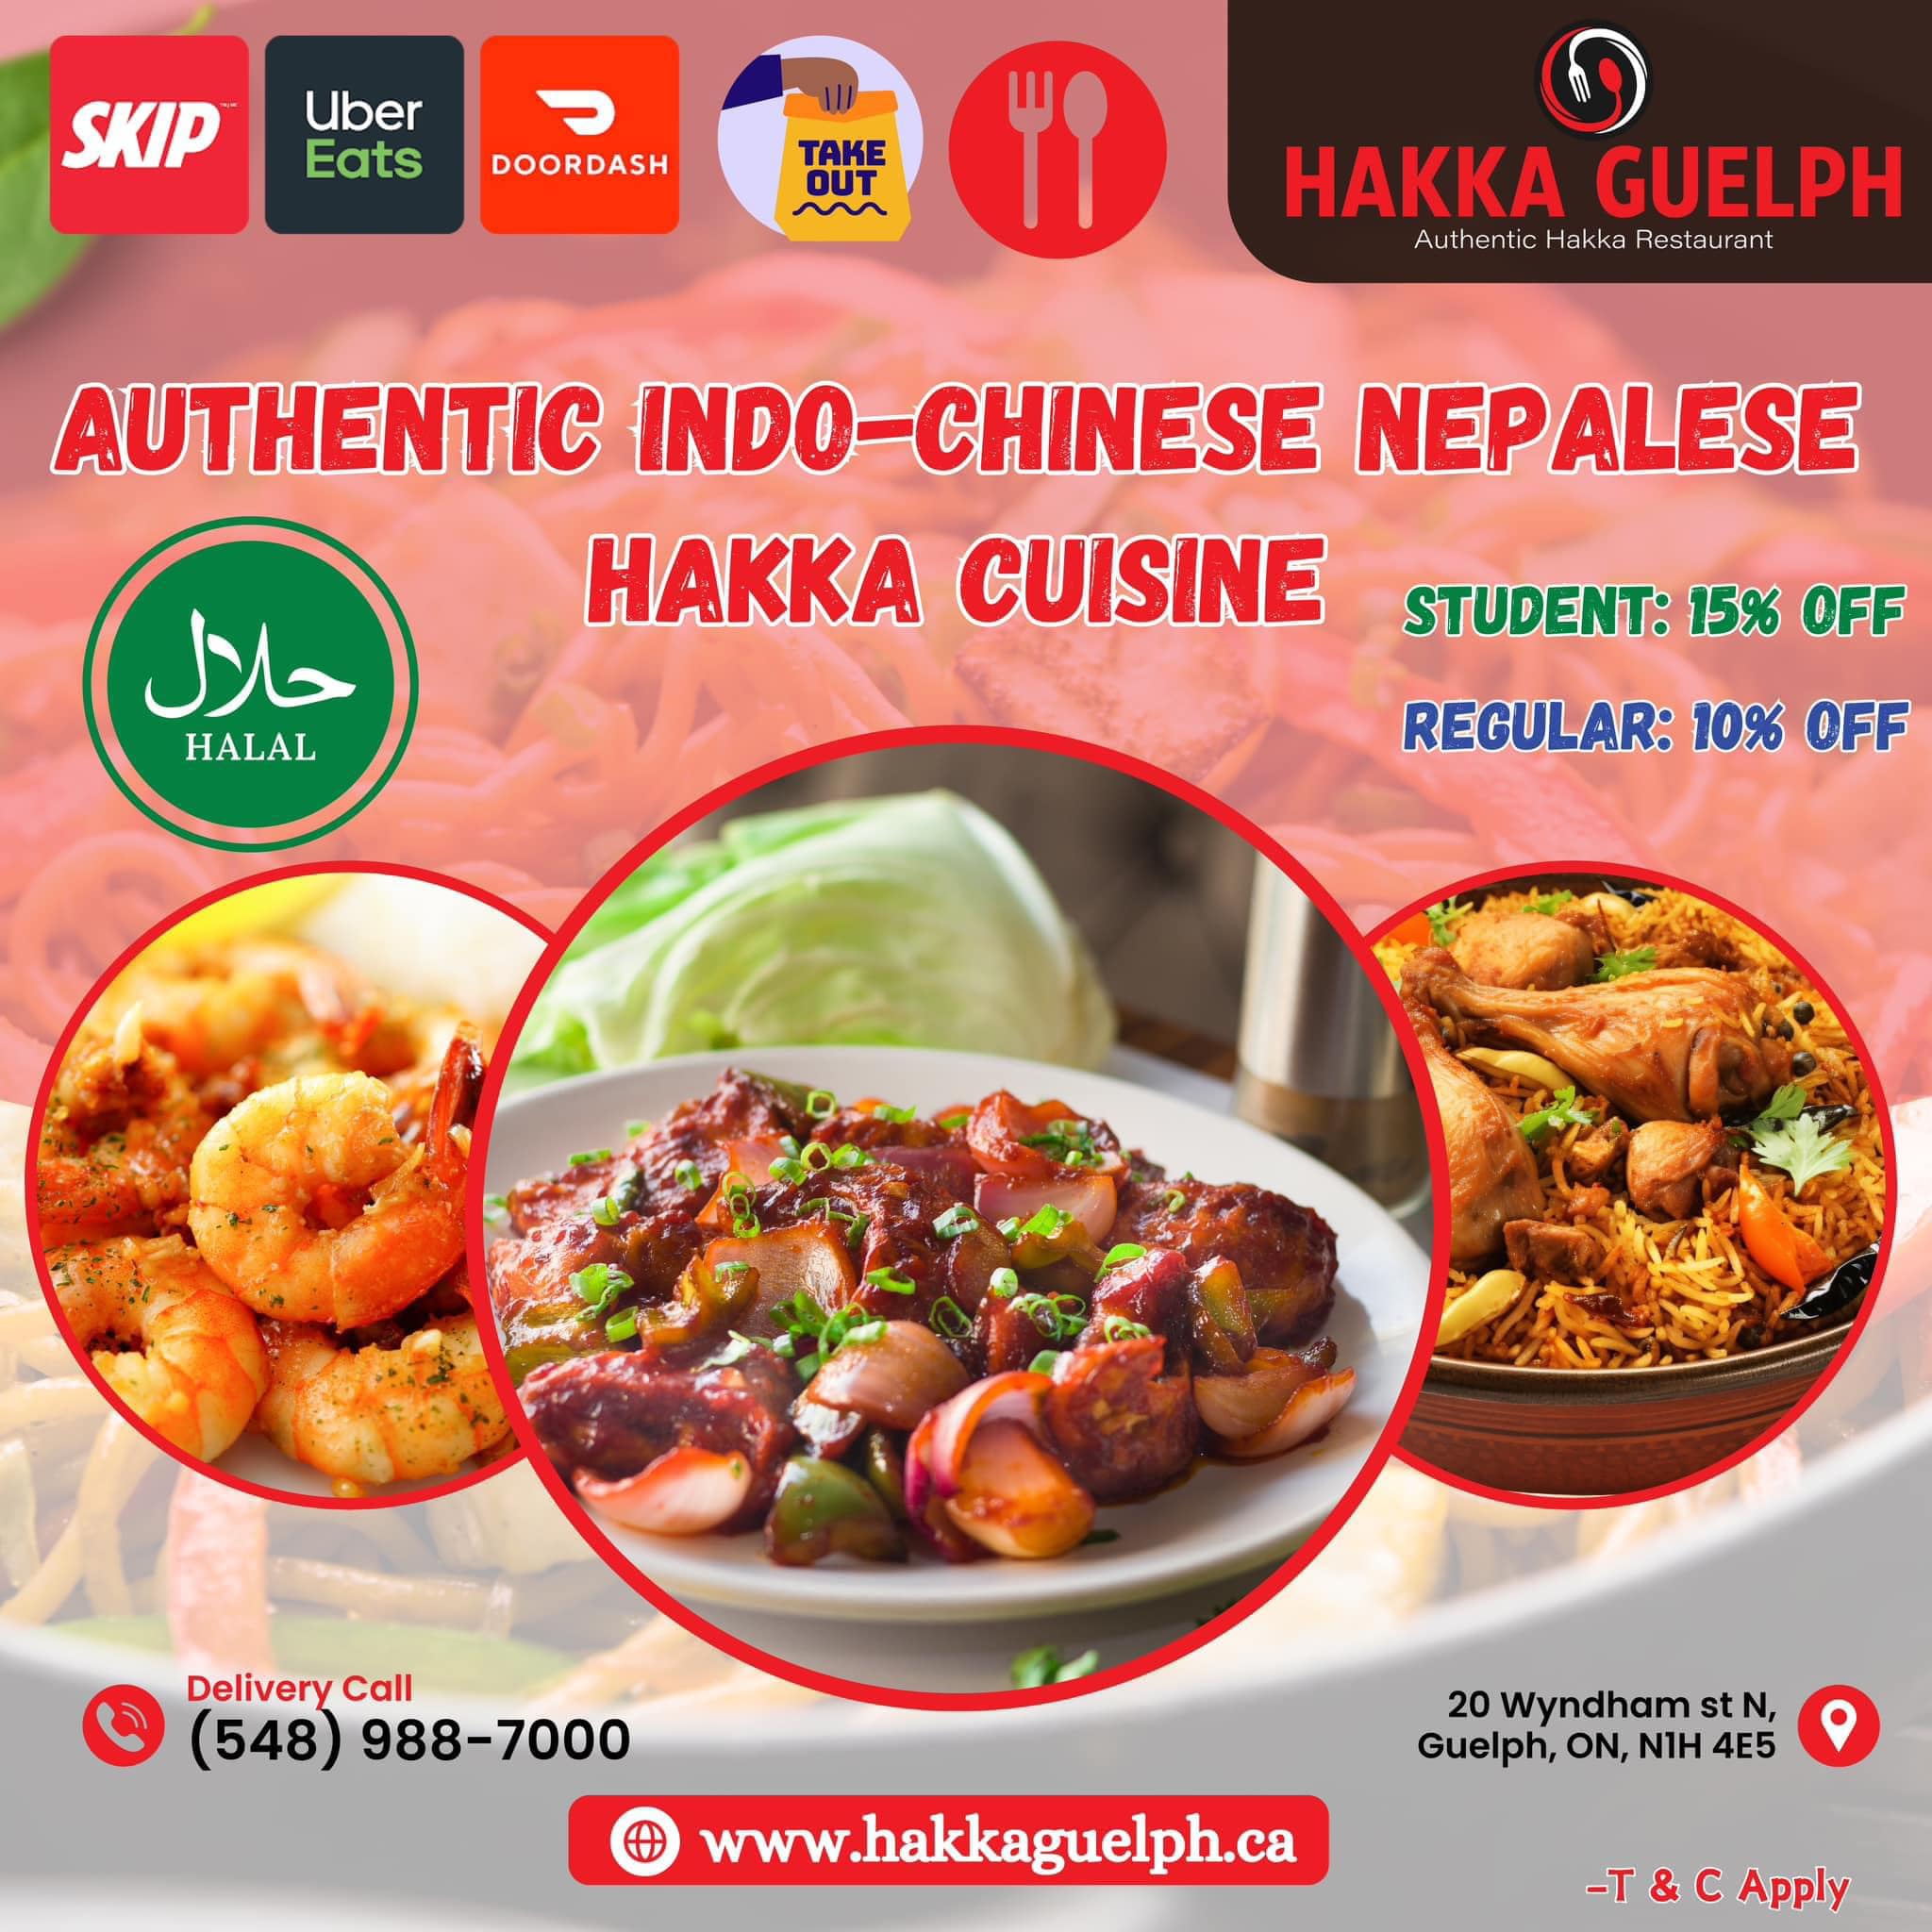 SKIP
Uber
Eats
DOORDASH
TAKE
OUT
HAKKA GUELPH
Authentic Hakka Restaurant
AUTHENTIC INDO-CHINESE NEPALESE
HAKKA CUISINE
STUDENT: 15% OFF
REGULAR: 10% OFF
حلال
HALAL
Delivery Call
(548) 988-7000
20 Wyndham st N,
Guelph, ON, N1H 4E5
www.hakkaguelph.ca
-T & C Apply